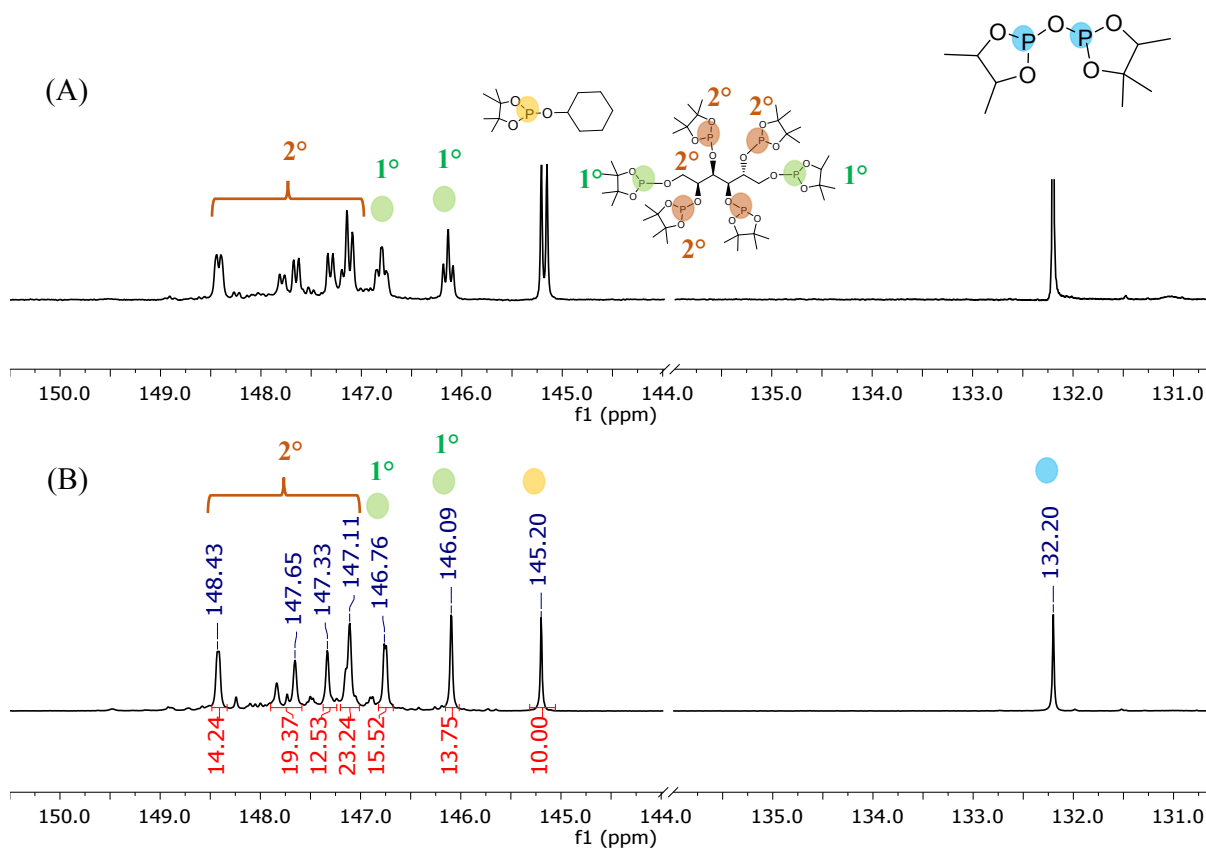 (A)
O P O P O
O O
O
P O
O
2° 2°
O O O O
P P
O O
2° 1° 1° 2° 1° O P O O P O 1°
O O
O O
O P P O
O O
2°
150.0 149.0 148.0 147.0 146.0 145.0 144.0 135.0 134.0 133.0 132.0 131.0
f1 (ppm)
(B)
2° 1° 1°
148.43 147.65 147.33 147.11 146.76 146.09 145.20 132.20
14.24 19.37 12.53 23.24 15.52 13.75 10.00
150.0 149.0 148.0 147.0 146.0 145.0 144.0 135.0 134.0 133.0 132.0 131.0
f1 (ppm)